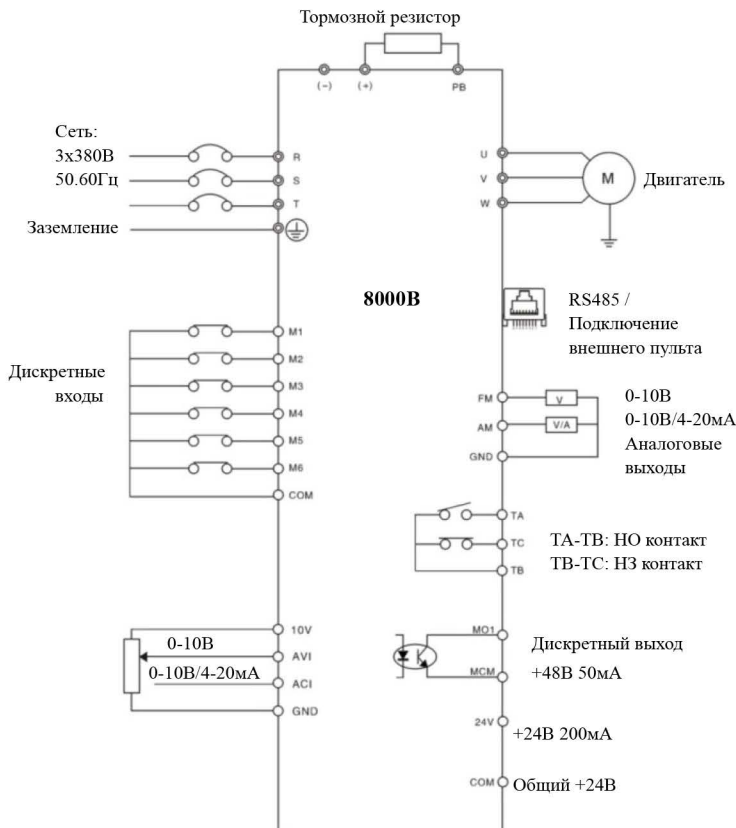 Тормозной резистор
(-)
(+)
PB
Сеть:
3x380В
50.60Гц
R
S
T
Заземление
U
V
W
M
Двигатель
8000B
RS485 /
Подключение
внешнего пульта
Дискретные
входы
M1
M2
M3
M4
M5
M6
COM
FM
V
AM
V/A
GND
0-10В
0-10В/4-20мА
Аналоговые
выходы
TA
TC
TB
TA-TB: НО контакт
TB-TC: НЗ контакт
10V
0-10В
AVI
0-10В/4-20мА
ACI
GND
MO1
MCM
Дискретный выход
+48В 50мА
24V
+24В 200мА
COM
Общий +24В